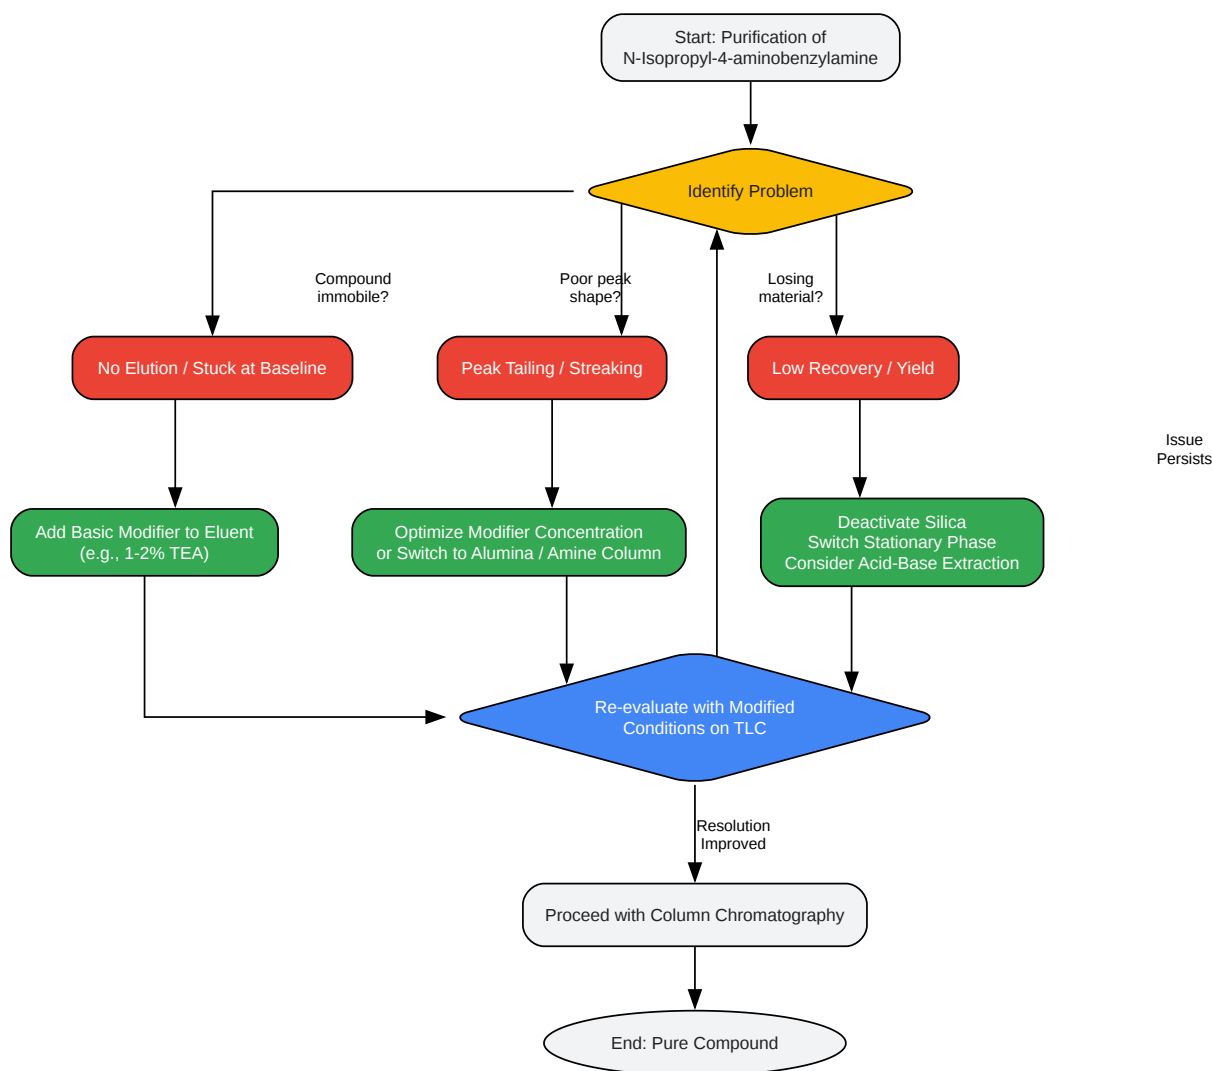 Start: Purification of
N-Isopropyl-4-aminobenzylamine
Identify Problem
Compound
immobile?
Poor peak
shape?
Losing
material?
No Elution / Stuck at Baseline
Peak Tailing / Streaking
Low Recovery / Yield
Issue
Persists
Add Basic Modifier to Eluent
(e.g., 1-2% TEA)
Optimize Modifier Concentration
or Switch to Alumina / Amine Column
Deactivate Silica
Switch Stationary Phase
Consider Acid-Base Extraction
Re-evaluate with Modified
Conditions on TLC
Resolution
Improved
Proceed with Column Chromatography
End: Pure Compound